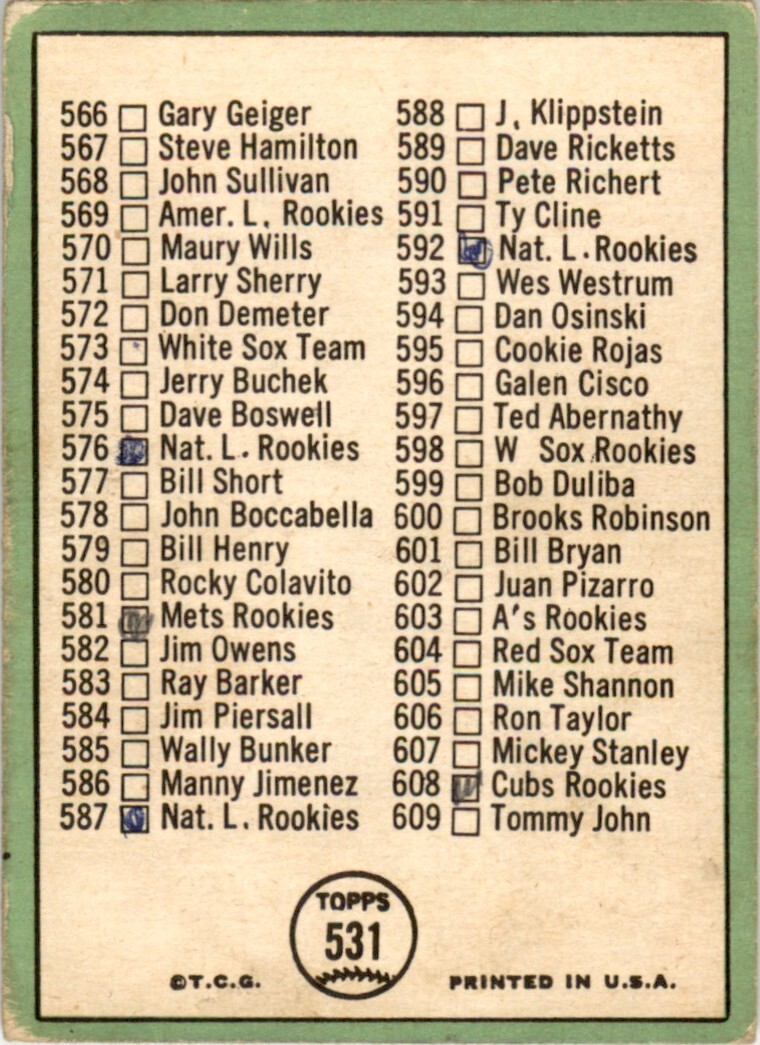 566 Gary Geiger
567 Steve Hamilton
568 John Sullivan
569 Amer. L. Rookies
570 Maury Wills
571 Larry Sherry
572 Don Demeter
573 White Sox Team
574 Jerry Buchek
575 Dave Boswell
576 Nat. L. Rookies
577 Bill Short
578 John Boccabella
579 Bill Henry
580 Rocky Colavito
581 Mets Rookies
582 Jim Owens
583 Ray Barker
584 Jim Piersall
585 Wally Bunker
586 Manny Jimenez
587 Nat. L. Rookies
588 J. Klippstein
589 Dave Ricketts
590 Pete Richert
591 Ty Cline
592 Nat. L. Rookies
593 Wes Westrum
594 Dan Osinski
595 Cookie Rojas
596 Galen Cisco
597 Ted Abernathy
598 W Sox Rookies
599 Bob Duliba
600 Brooks Robinson
601 Bill Bryan
602 Juan Pizarro
603 A's Rookies
604 Red Sox Team
605 Mike Shannon
606 Ron Taylor
607 Mickey Stanley
608 Cubs Rookies
609 Tommy John
TOPPS
531
©T.C.G.
PRINTED IN U.S.A.